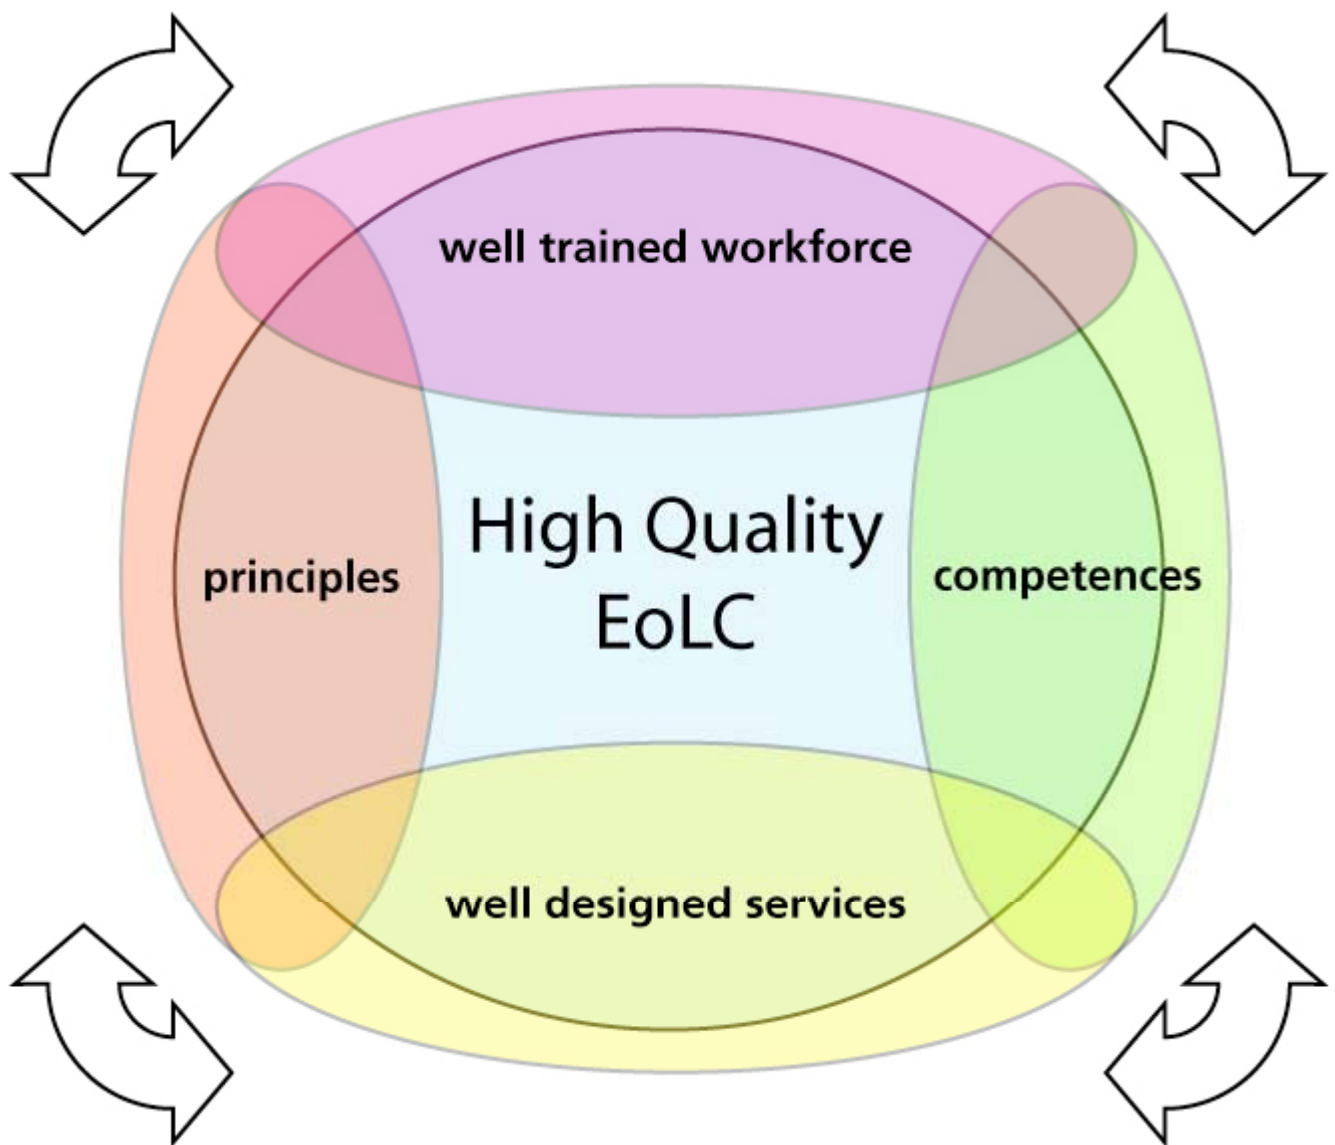 well trained workforce
High Quality
EoLC
principles
competences
well designed services